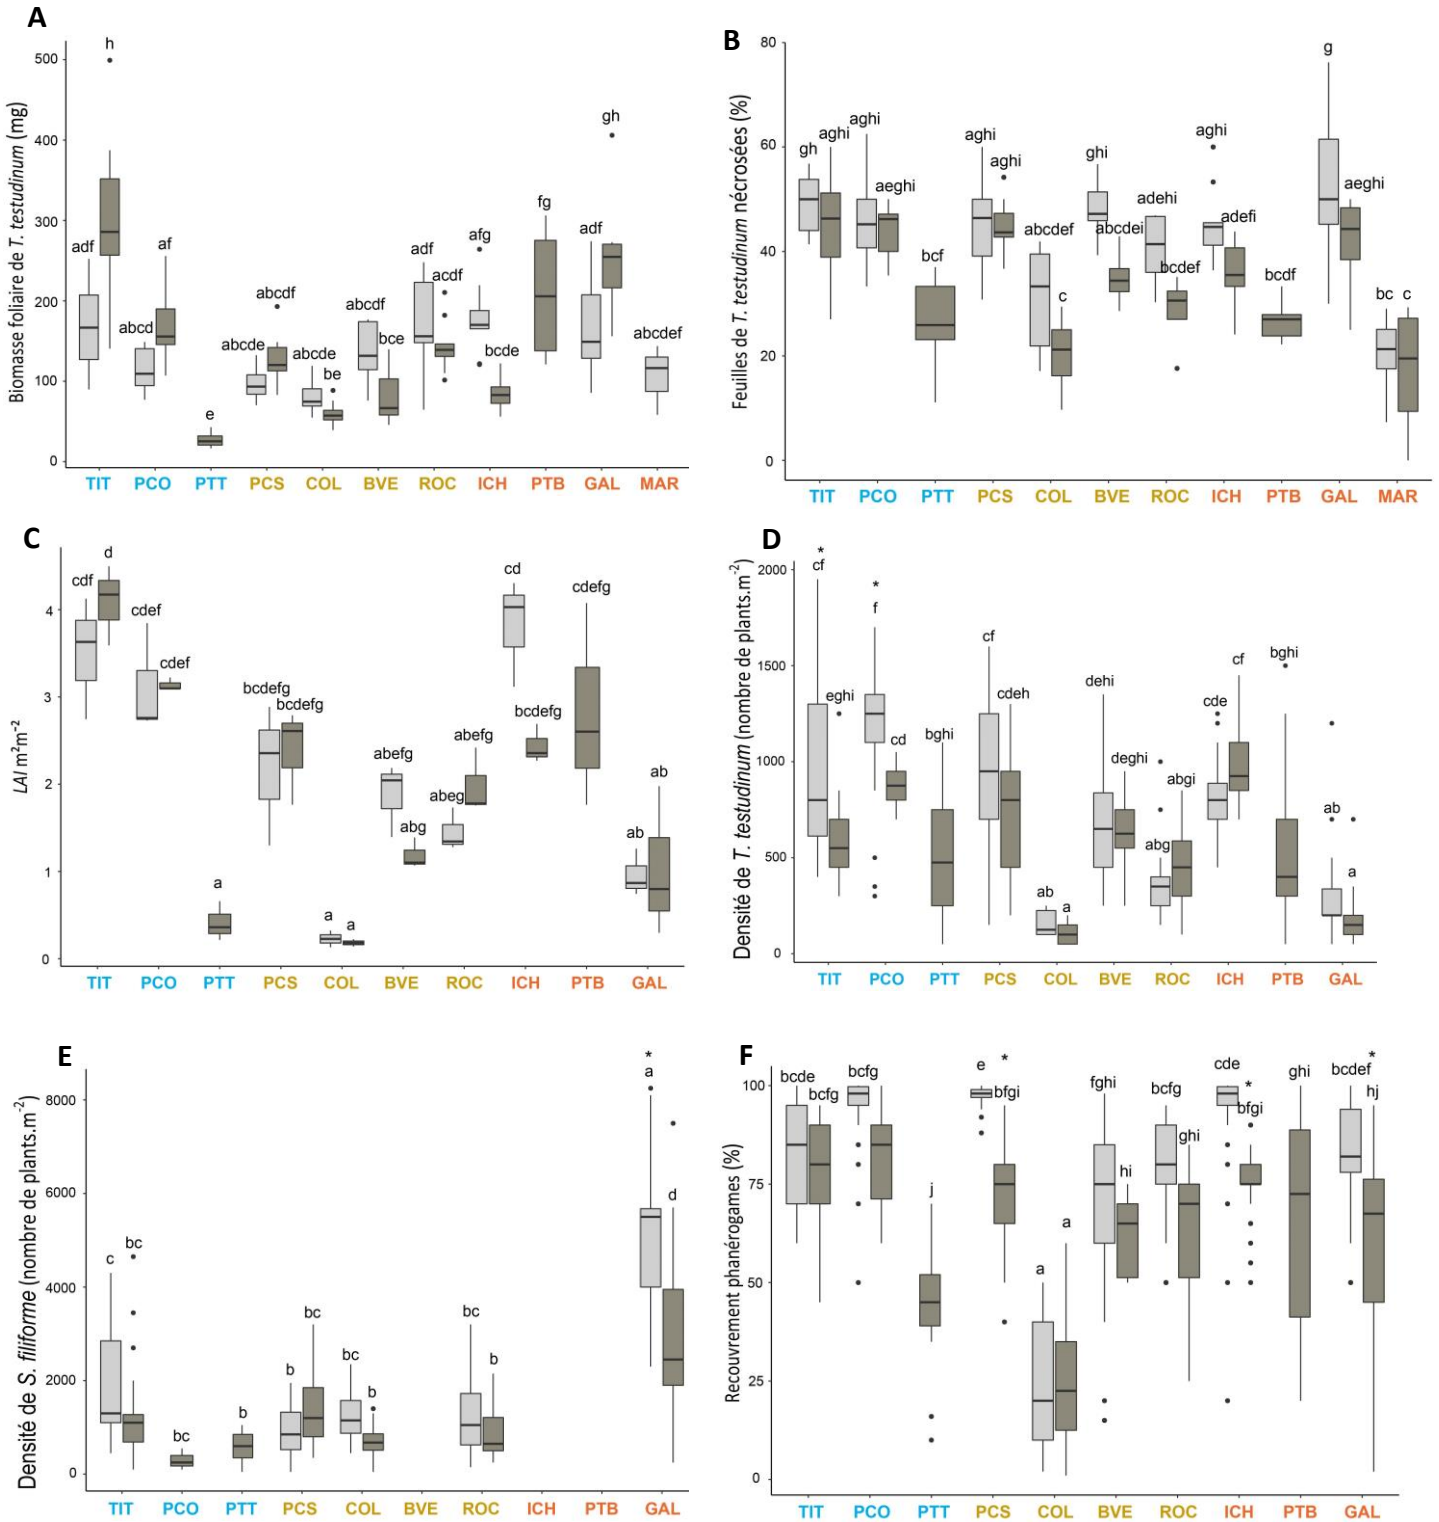 A
Biomasse foliaire de T. testudinum (mg)
500
400
300
200
100
0
adf
h
abcd
af
e
abcde
abcdf
abcde
be
abcdf
bce
adf
acdf
afg
bcde
fg
adf
gh
abcdef
TIT PCO PTT PCS COL BVE ROC ICH PTB GAL MAR
B
Feuilles de T. testudinum nécrosées (%)
80
60
40
20
0
gh
aghi
aghi
aeghi
bcf
aghi
aghi
abcdef
c
ghi
abcdei
adehi
bcdef
aghi
adefi
bcdf
g
aeghi
bc
c
TIT PCO PTT PCS COL BVE ROC ICH PTB GAL MAR
C
LAI m²m⁻²
4
3
2
1
0
cdf
d
cdef
cdef
a
bcdefg
bcdefg
a
a
abefg
abg
abeg
abefg
cd
bcdefg
cdefg
ab
ab
TIT PCO PTT PCS COL BVE ROC ICH PTB GAL
D
Densité de T. testudinum (nombre de plants.m⁻²)
2000
1500
1000
500
0
*
cf
eghi
*
f
cd
bghi
cf
cdeh
ab
a
dehi
deghi
abg
abgi
cde
cf
bghi
ab
a
TIT PCO PTT PCS COL BVE ROC ICH PTB GAL
E
Densité de S. filiforme (nombre de plants.m⁻²)
8000
6000
4000
2000
0
c
bc
bc
b
b
bc
bc
b
bc
b
*
a
d
TIT PCO PTT PCS COL BVE ROC ICH PTB GAL
F
Recouvrement phanérogames (%)
100
75
50
25
0
bcde
bcfg
bcfg
j
e
*
bfgi
a
a
fghi
hi
bcfg
ghi
cde
*
bfgi
ghi
bcdef
*
hj
TIT PCO PTT PCS COL BVE ROC ICH PTB GAL